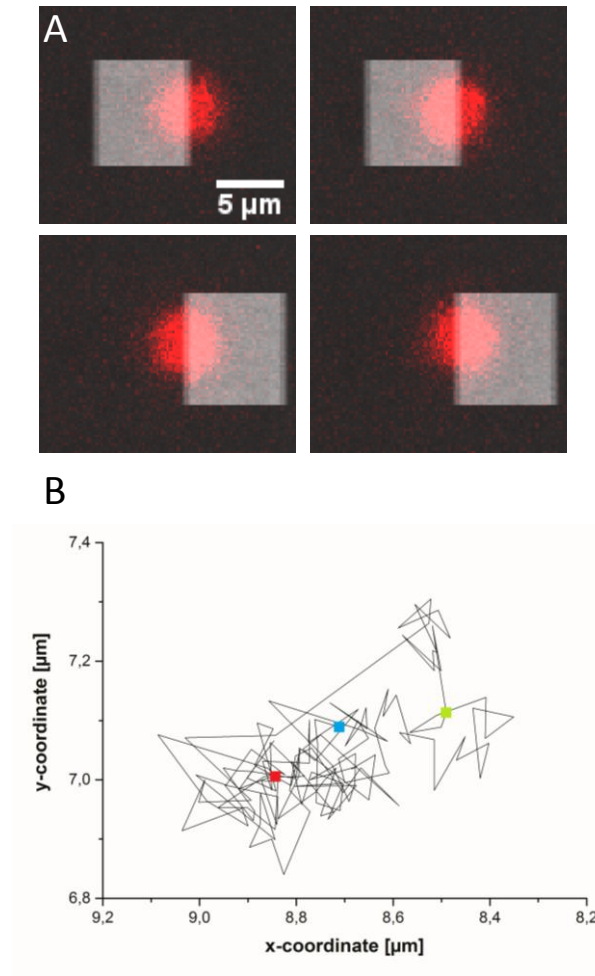 A
5 µm
B
7,4
7,2
7,0
6,8
y-coordinate [µm]
9,2 9,0 8,8 8,6 8,4 8,2
x-coordinate [µm]